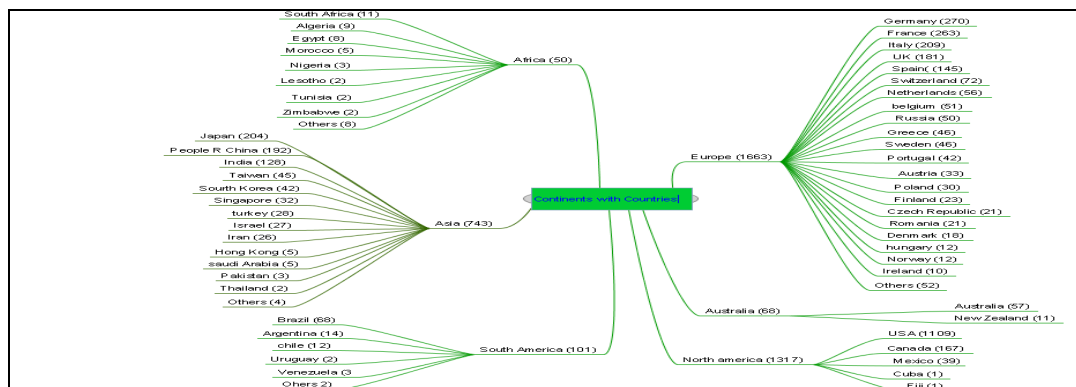 Continents with Countries
Africa (50)
South Africa (11)
Algeria (9)
Egypt (8)
Morocco (5)
Nigeria (3)
Lesotho (2)
Tunisia (2)
Zimbabwe (2)
Others (8)
Asia (743)
Japan (204)
People R China (192)
India (128)
Taiwan (45)
Sourth Korea (42)
Singapore (32)
turkey (28)
Israel (27)
Iran (26)
Hong Kong (5)
saudi Arabia (5)
Pakistan (3)
Thailand (2)
Others (4)
South America (101)
Brazil (68)
Argentina (14)
chile (12)
Uruguay (2)
Venezuela (3
Ohers 2)
Europe (1663)
Germany (270)
France (263)
Italy (209)
UK (181)
Spain( (145)
Switzerland (72)
Netherlands (56)
belgium (51)
Russia (50)
Greece (46)
Sweden (46)
Portugal (42)
Austria (33)
Poland (30)
Finland (23)
Czech Republic (21)
Romania (21)
Denmark (18)
hungary (12)
Norway (12)
Ireland (10)
Others (52)
Australia (68)
Australia (57)
New Zealand (11)
North america (1317)
USA (1109)
Canada (167)
Mexico (39)
Cuba (1)
Fiji (1)